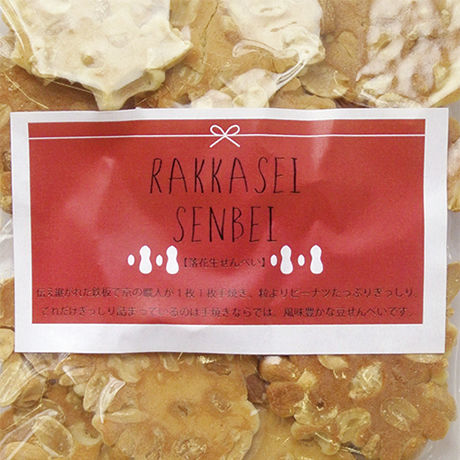 RAKKASEI
SENBEI
【落花生せんべい】
伝え継がれた鉄板で京の職人が1枚1枚手焼き。粒よりピーナツたっぷりぎっしり。
これだけぎっしり詰まっているのは手焼きならでは。風味豊かな豆せんべいです。